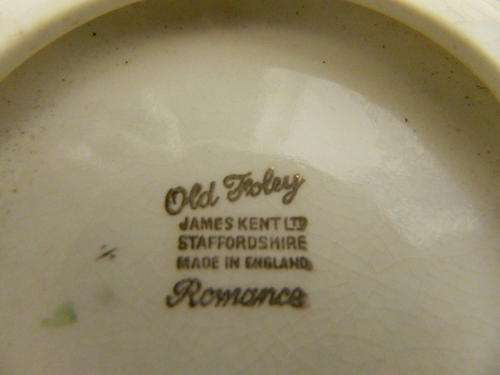 Old Foley
JAMES KENT LTD
STAFFORDSHIRE
MADE IN ENGLAND
Romance